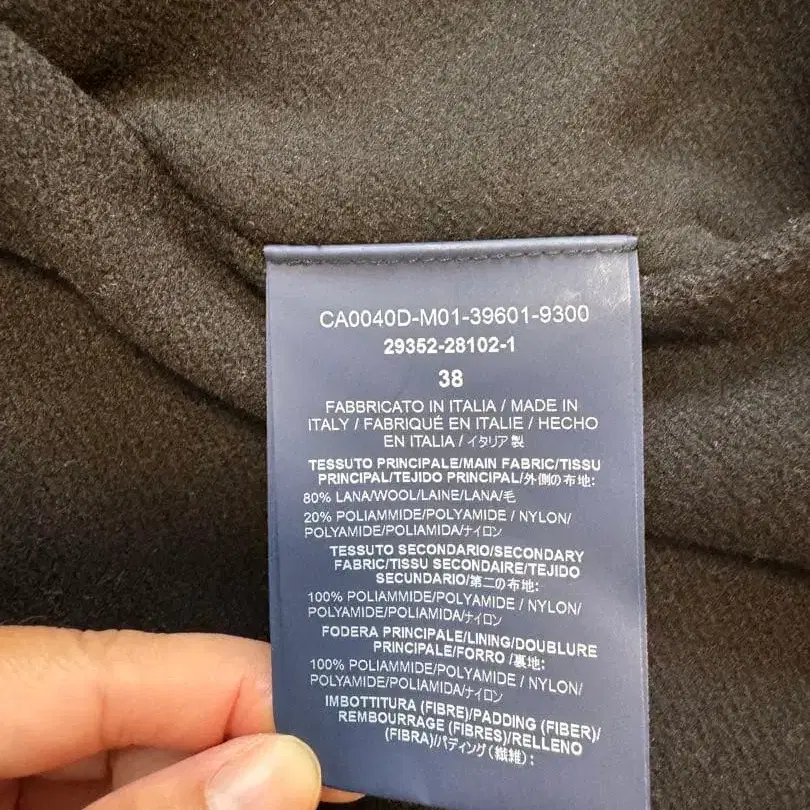 CA0040D-M01-39601-9300
29352-28102-1
38
FABBRICATO IN ITALIA / MADE IN
ITALY / FABRIQUÉ EN ITALIE / HECHO
EN ITALIA / イタリア製
TESSUTO PRINCIPALE/MAIN FABRIC/TISSU
PRINCIPAL/TEJIDO PRINCIPAL/外側の布地:
80% LANA/WOOL/LAINE/LANA/毛
20% POLIAMMIDE/POLYAMIDE / NYLON/
POLYAMIDE/POLIAMIDA/ナイロン
TESSUTO SECONDARIO/SECONDARY
FABRIC/TISSU SECONDAIRE/TEJIDO
SECUNDARIO/第二の布地:
100% POLIAMMIDE/POLYAMIDE / NYLON/
POLYAMIDE/POLIAMIDA/ナイロン
FODERA PRINCIPALE/LINING/DOUBLURE
PRINCIPALE/FORRO /裏地:
100% POLIAMMIDE/POLYAMIDE / NYLON/
POLYAMIDE/POLIAMIDA/ナイロン
IMBOTTITURA (FIBRE)/PADDING (FIBER)/
REMBOURRAGE (FIBRES)/RELLENO
(FIBRA)/パディング(繊維):